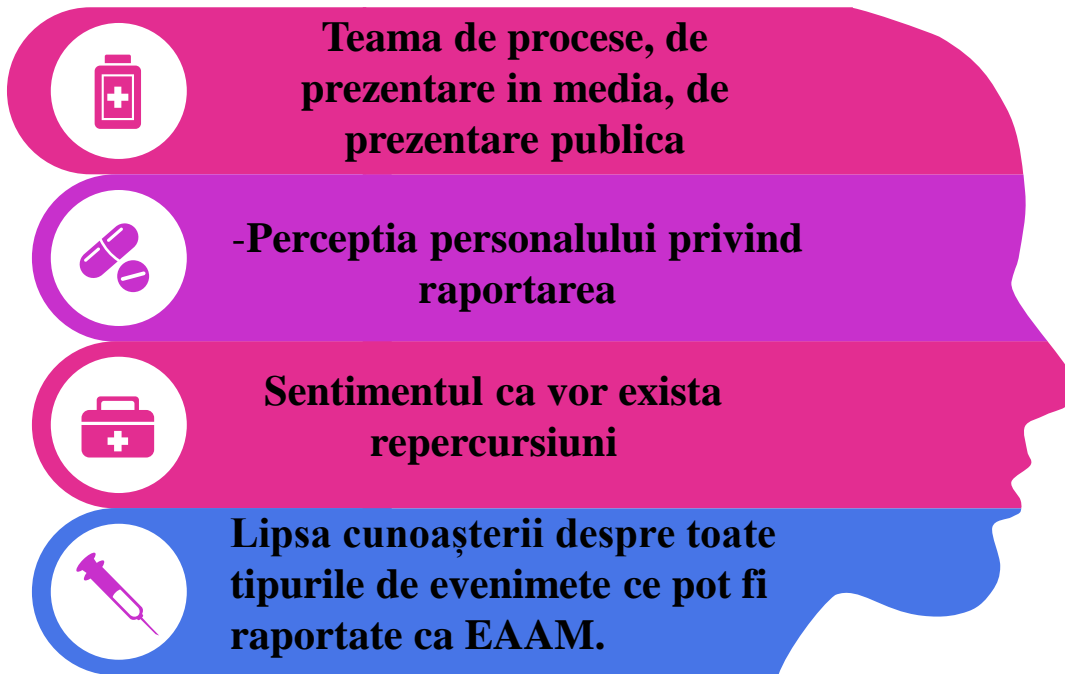 Teama de procese, de
prezentare in media, de
prezentare publica
-Perceptia personalului privind
raportarea
Sentimentul ca vor exista
repercursiuni
Lipsa cunoașterii despre toate
tipurile de evenimete ce pot fi
raportate ca EAAM.